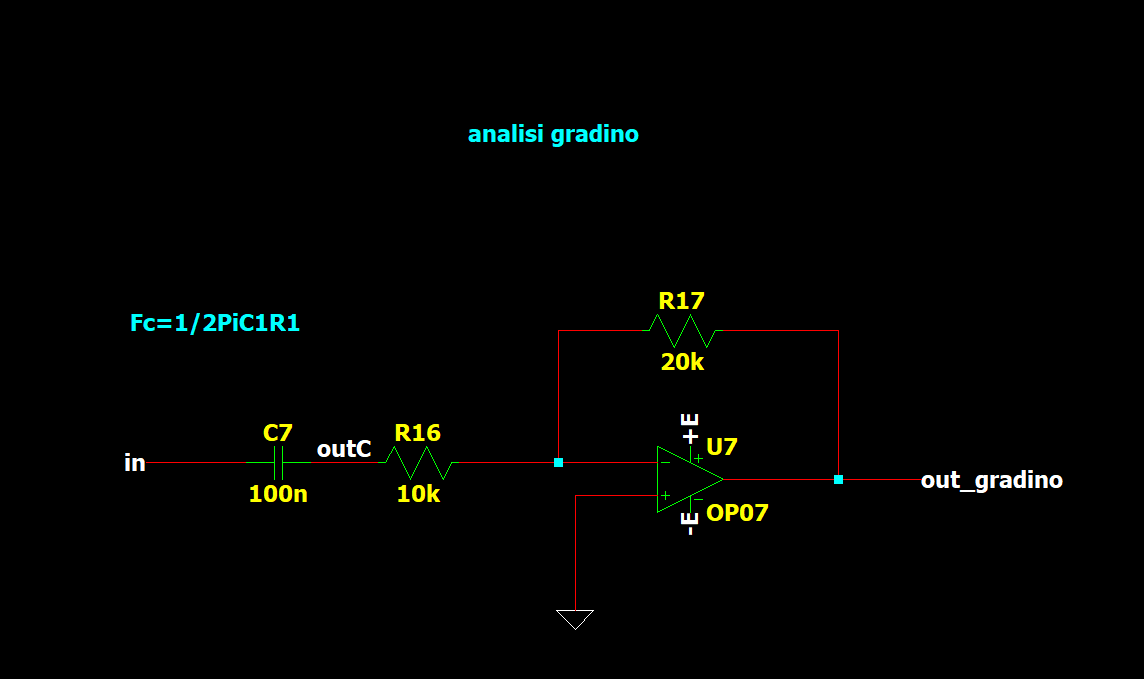 analisi gradino
R17
Fc=1/2PiC1R1
20k
+E
C7
R16
outC
U7
in
out_gradino
100n
10k
-E
OP07